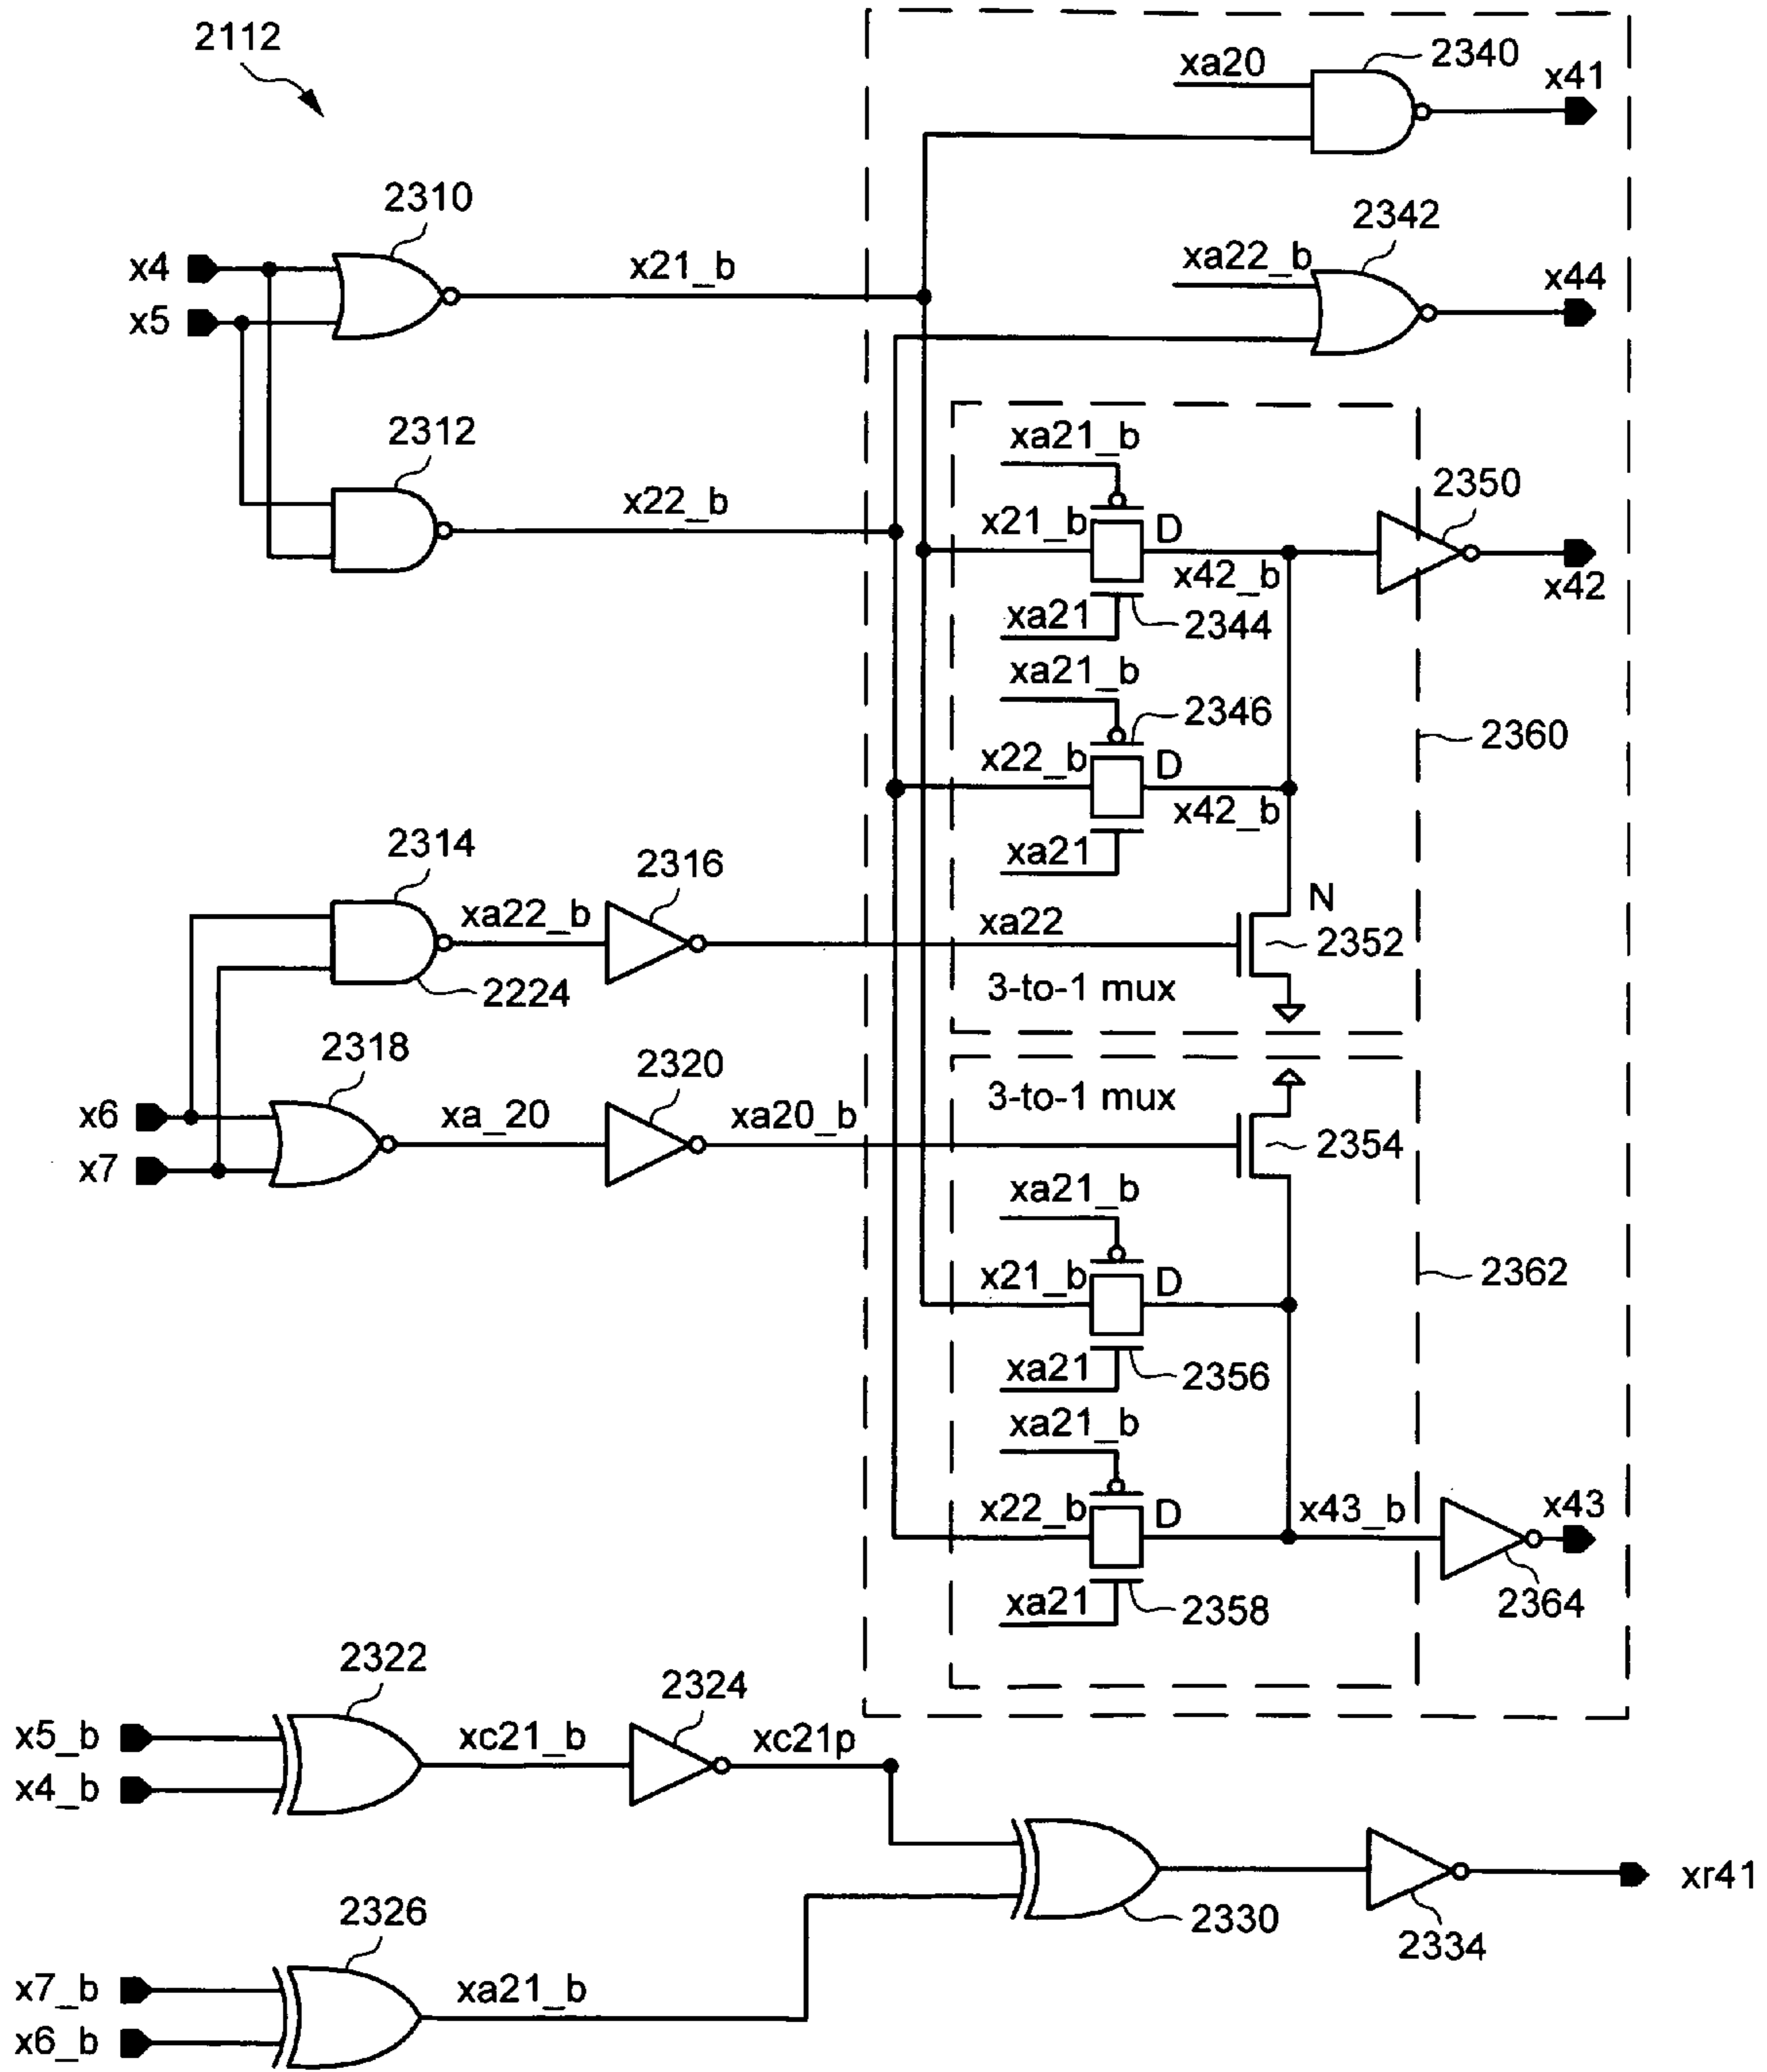 2112
xa20
2340
x41
2310
x4
x5
x21_b
xa22_b
2342
x44
2312
x22_b
xa21_b
x21_b
D
x42_b
xa21
2344
2350
x42
xa21_b
2346
x22_b
D
x42_b
xa21
2360
2314
xa22_b
2224
2316
xa22
N
2352
3-to-1 mux
2318
x6
x7
xa_20
2320
xa20_b
3-to-1 mux
2354
xa21_b
x21_b
D
xa21
2356
2362
xa21_b
x22_b
D
xa21
2358
x43_b
x43
2364
2322
x5_b
x4_b
xc21_b
2324
xc21p
2330
2334
xr41
2326
x7_b
x6_b
xa21_b